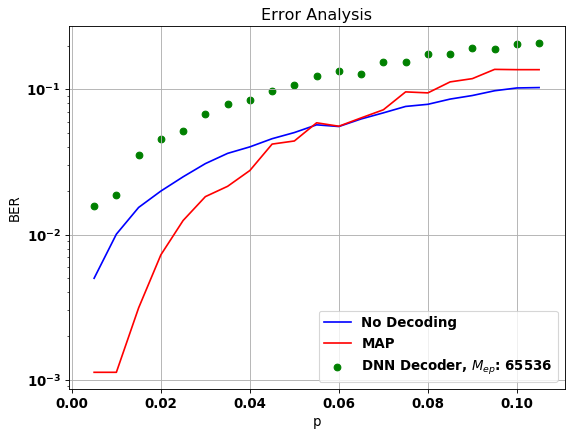 Error Analysis
BER
10⁻¹
10⁻²
10⁻³
No Decoding
MAP
DNN Decoder, Mₑₚ: 65536
0.00 0.02 0.04 0.06 0.08 0.10
p